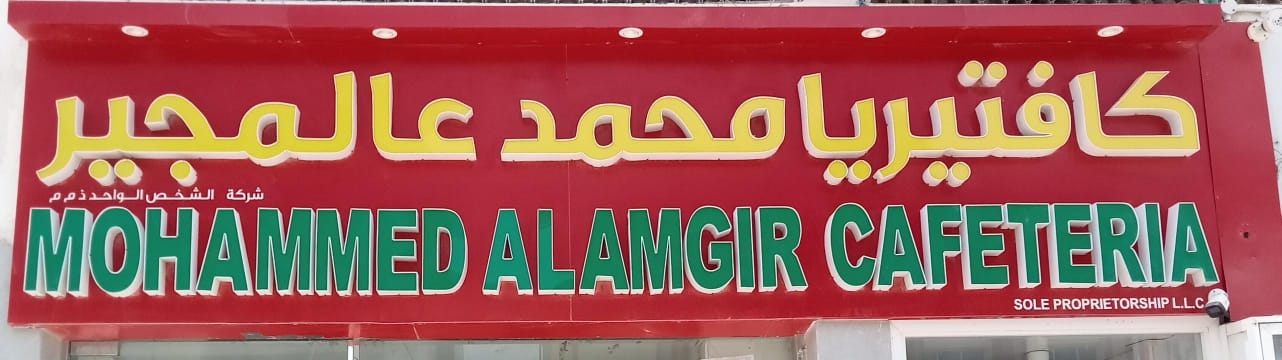 كافتيريا محمد عالمجير
شركة الشخص الواحد ذ م م
MOHAMMED ALAMGIR CAFETERIA
SOLE PROPRIETORSHIP L.L.C